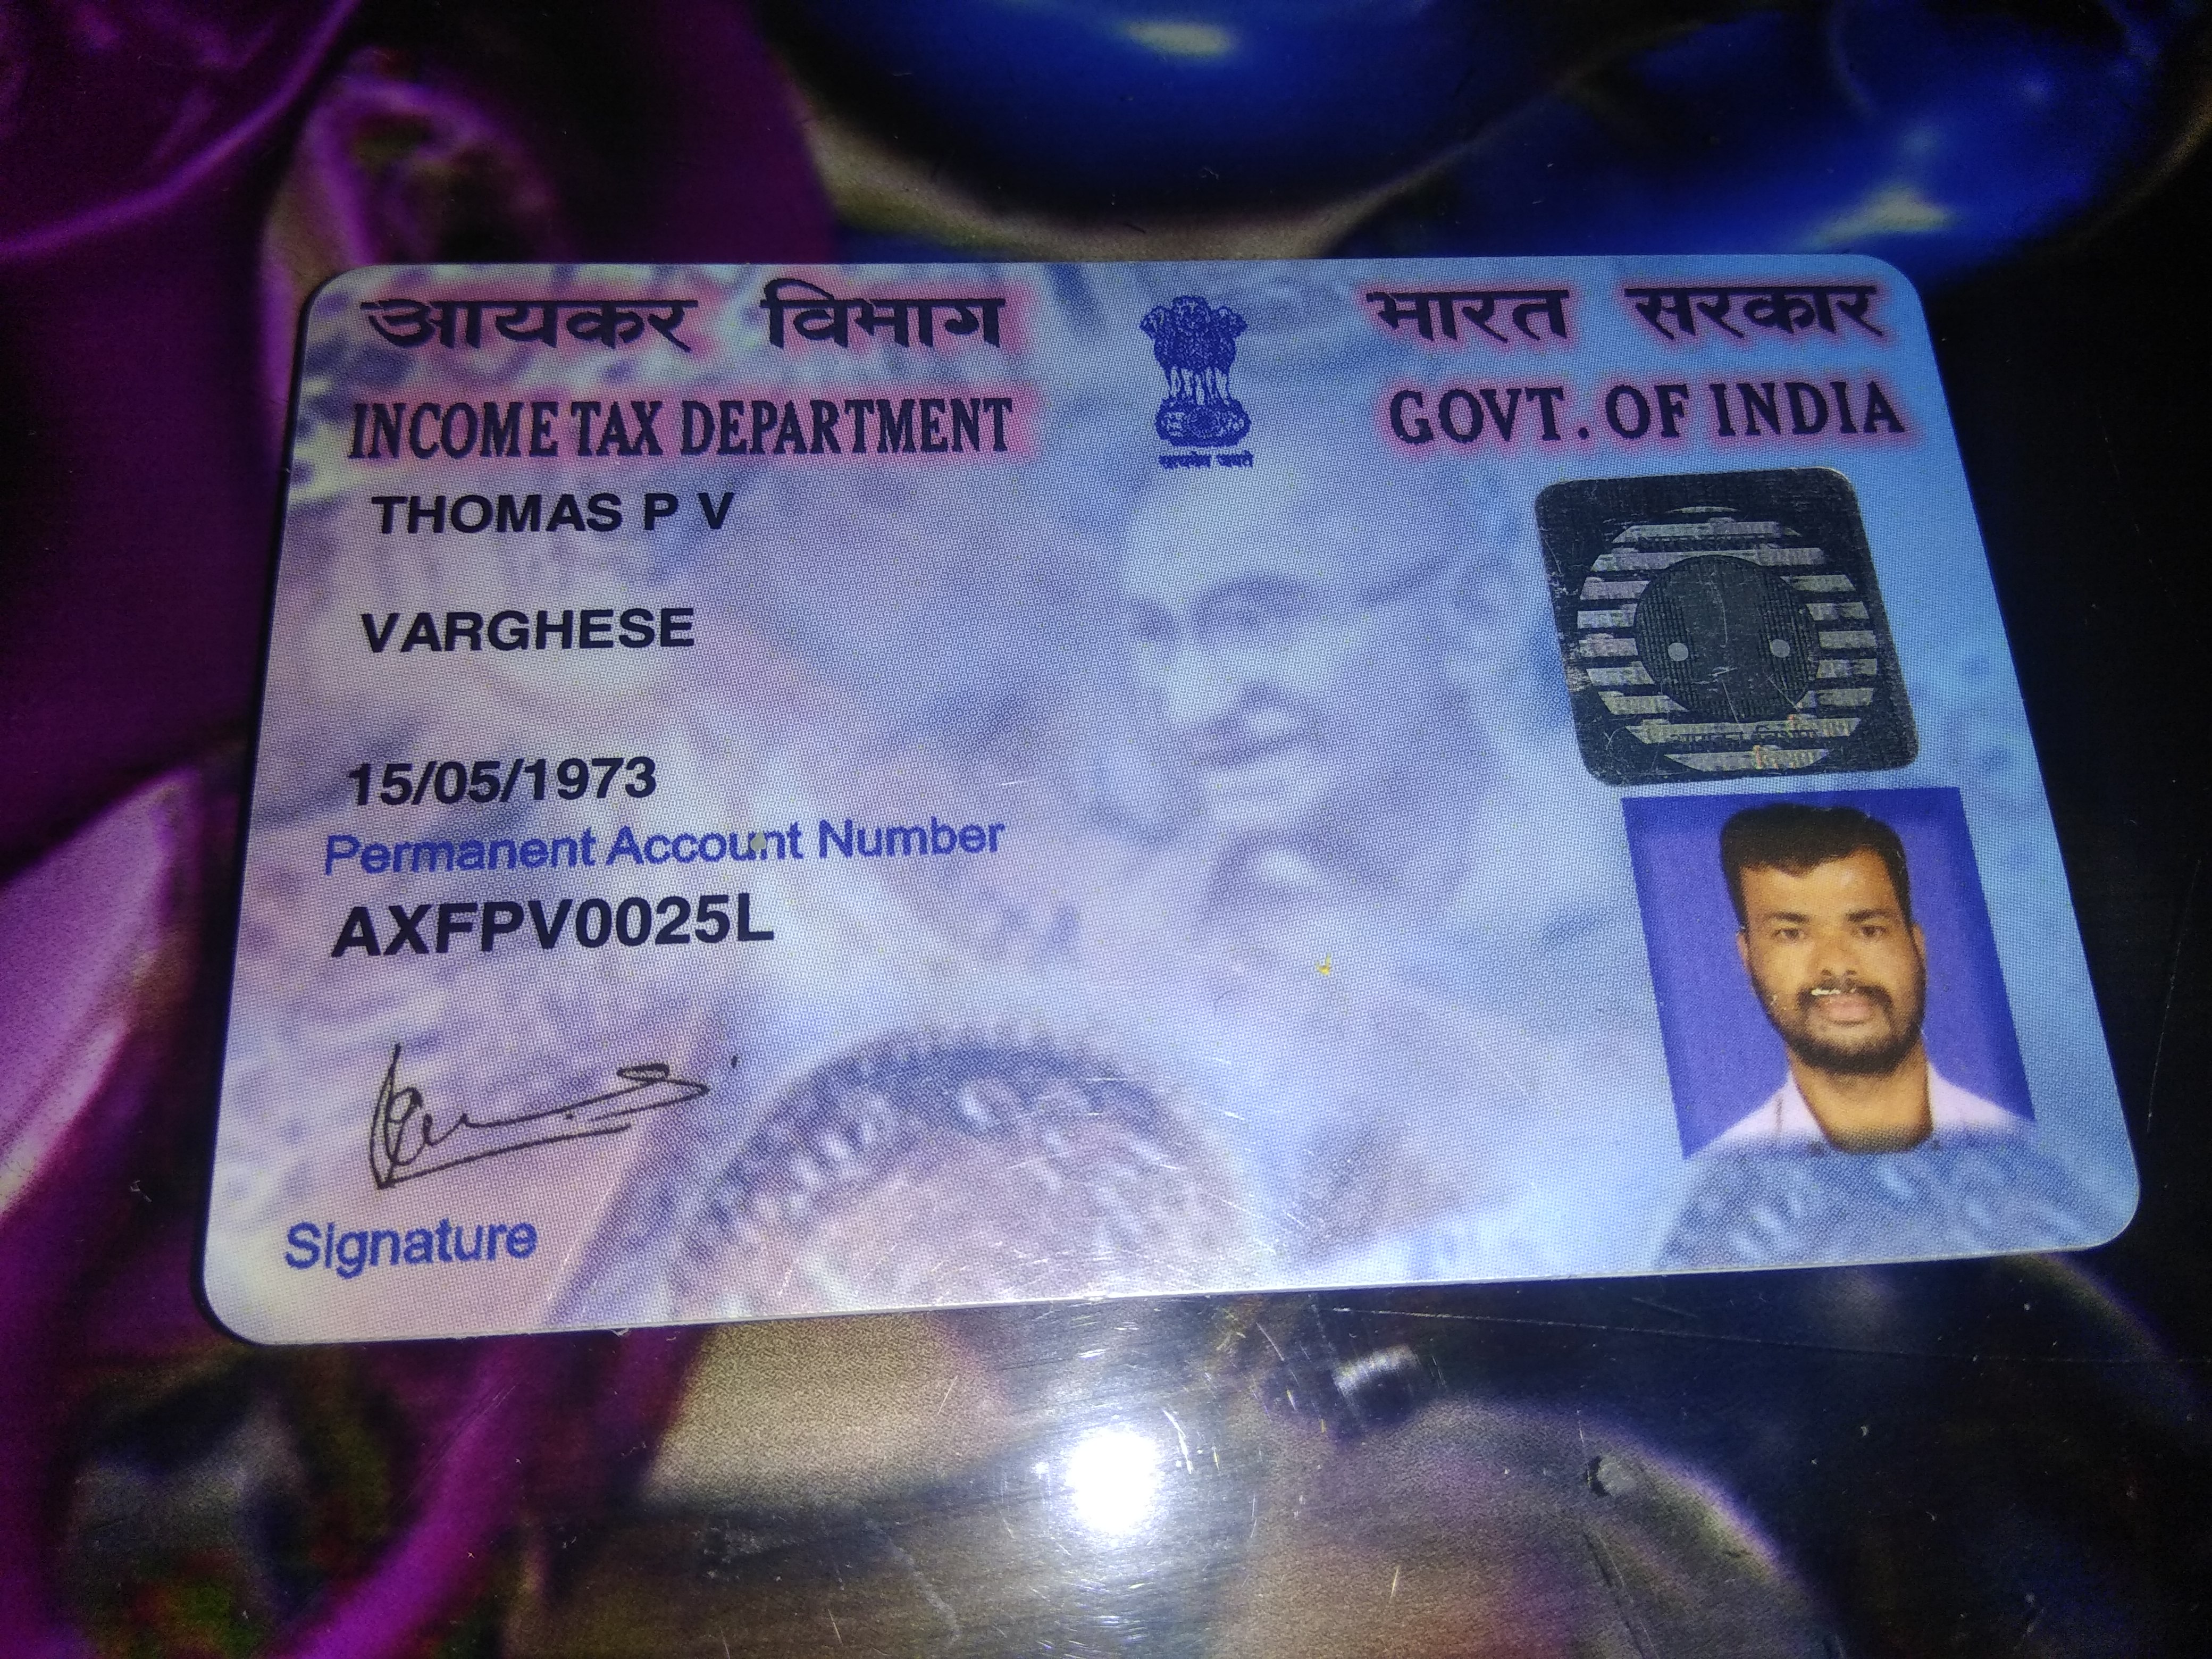 आयकर विभाग
भारत सरकार
INCOME TAX DEPARTMENT
GOVT. OF INDIA
सत्यमेव जयते
THOMAS P V
VARGHESE
15/05/1973
Permanent Account Number
AXFPV0025L
Signature